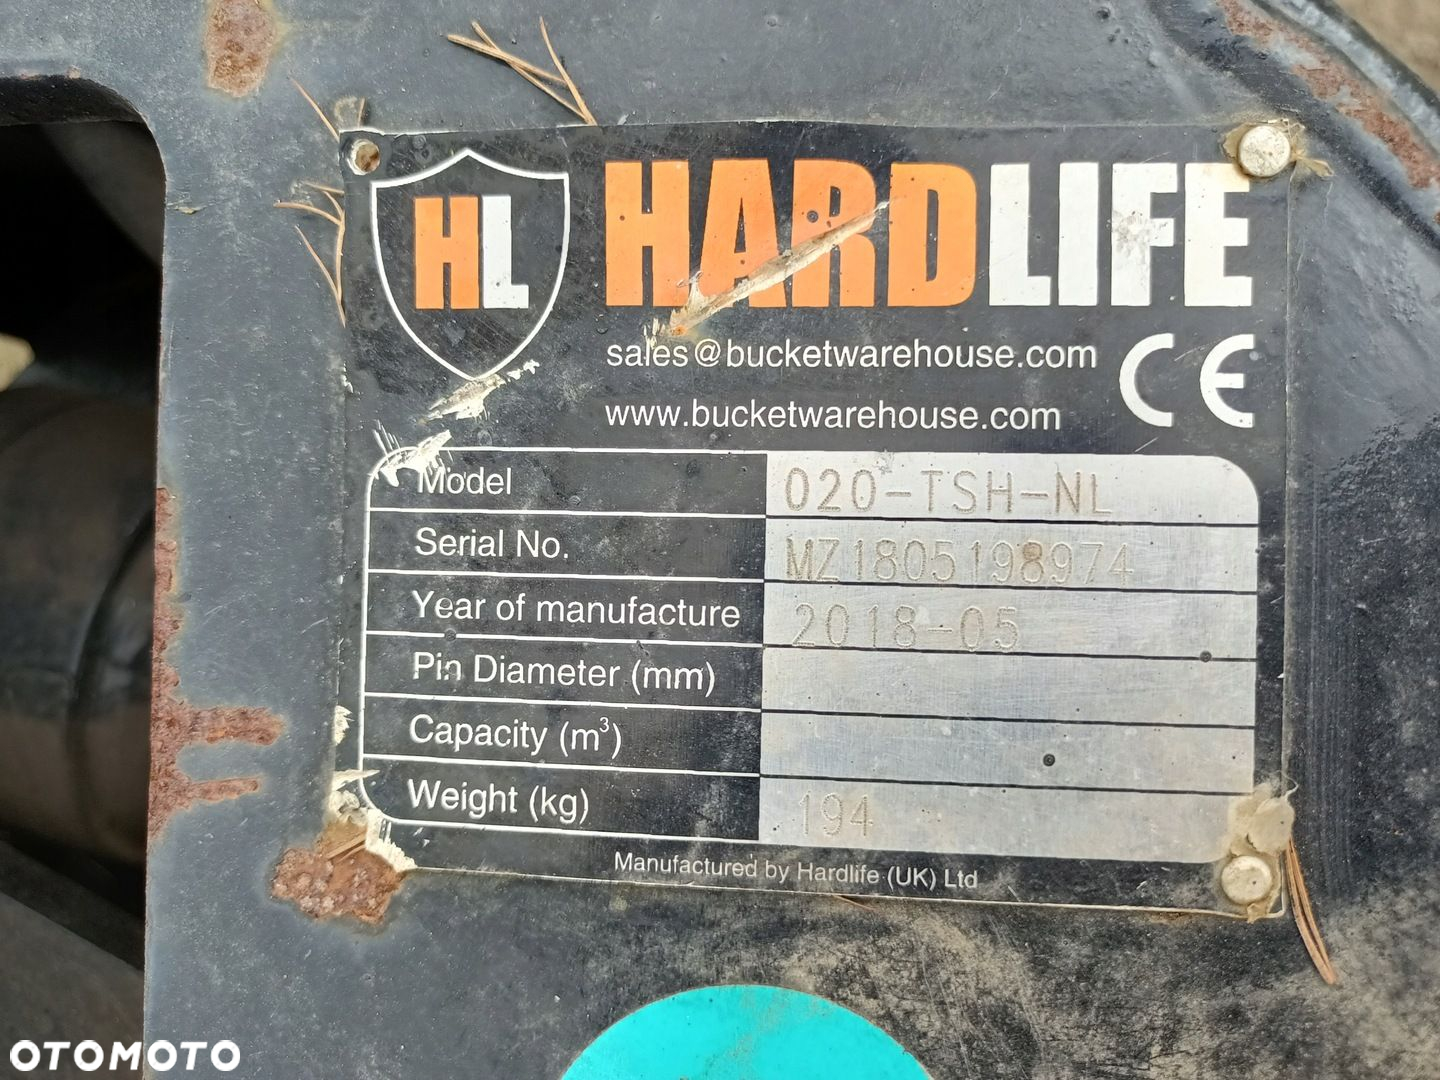 HL HARDLIFE
sales@bucketwarehouse.com
www.bucketwarehouse.com
CE
Model 020-TSH-NL
Serial No. MZ1805198974
Year of manufacture 2018-05
Pin Diameter (mm)
Capacity (m³)
Weight (kg) 194
Manufactured by Hardlife (UK) Ltd
OTOMOTO